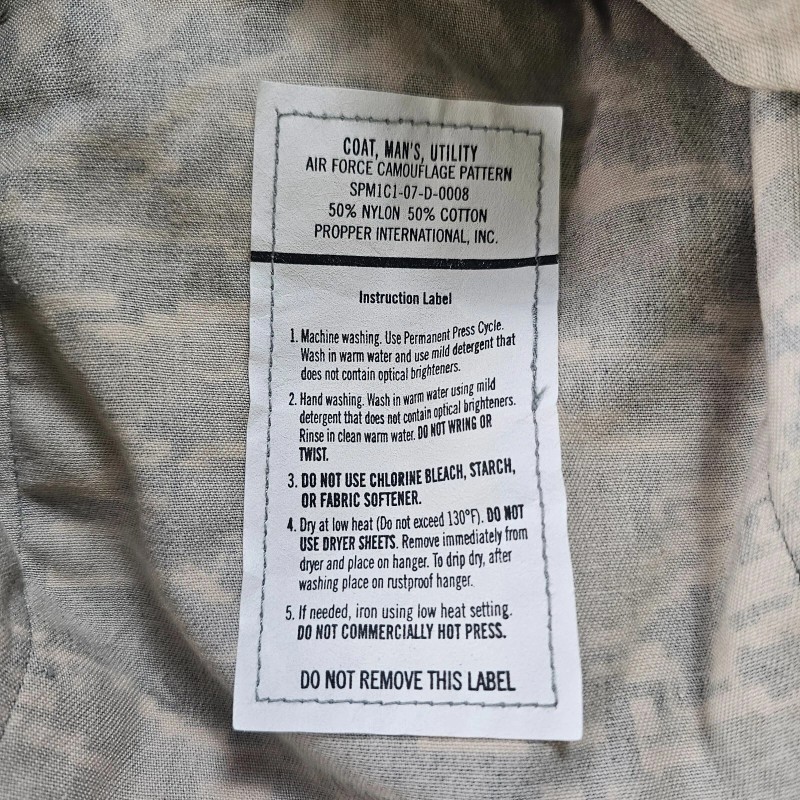 COAT, MAN'S, UTILITY
AIR FORCE CAMOUFLAGE PATTERN
SPM1C1-07-D-0008
50% NYLON 50% COTTON
PROPPER INTERNATIONAL, INC.
Instruction Label
1. Machine washing. Use Permanent Press Cycle.
Wash in warm water and use mild detergent that
does not contain optical brighteners.
2. Hand washing. Wash in warm water using mild
detergent that does not contain optical brighteners.
Rinse in clean warm water. DO NOT WRING OR
TWIST.
3. DO NOT USE CHLORINE BLEACH, STARCH,
OR FABRIC SOFTENER.
4. Dry at low heat (Do not exceed 130°F). DO NOT
USE DRYER SHEETS. Remove immediately from
dryer and place on hanger. To drip dry, after
washing place on rustproof hanger.
5. If needed, iron using low heat setting.
DO NOT COMMERCIALLY HOT PRESS.
DO NOT REMOVE THIS LABEL